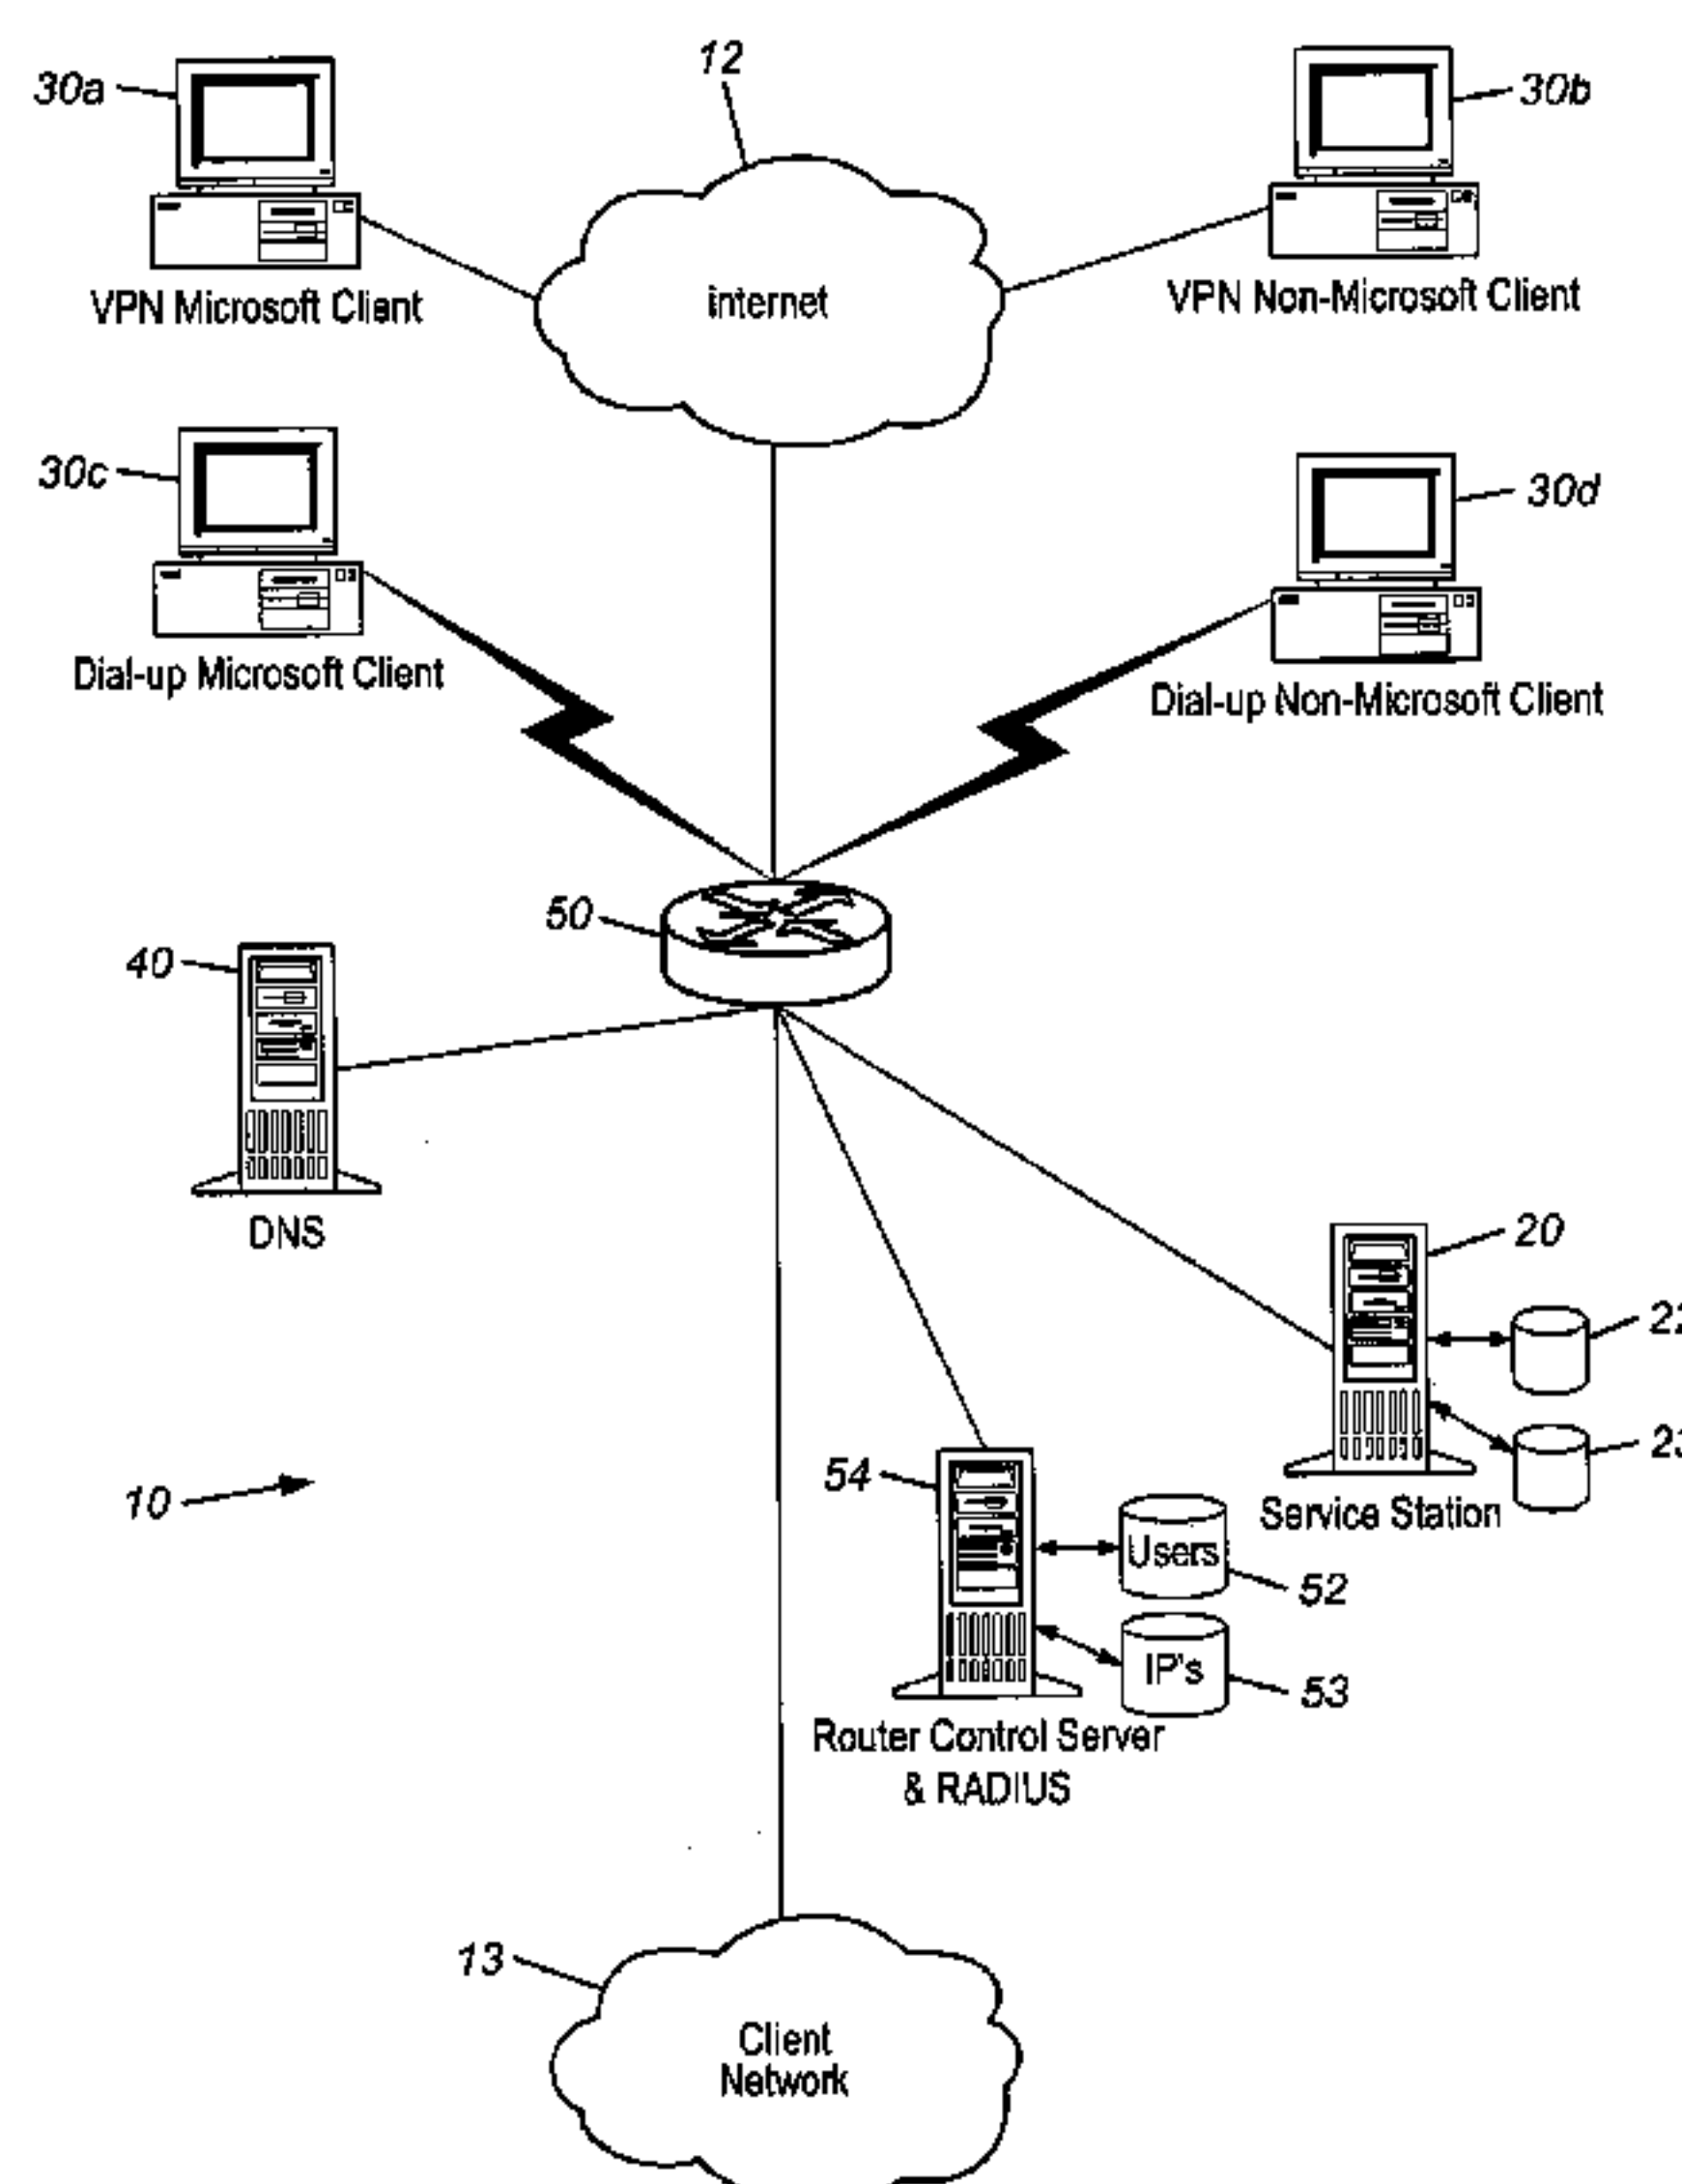 12
30a
30b
internet
VPN Microsoft Client
VPN Non-Microsoft Client
30c
30d
Dial-up Microsoft Client
Dial-up Non-Microsoft Client
50
40
DNS
20
22
54
10
Service Station
Users
52
IP's
53
Router Control Server
& RADIUS
13
Client
Network